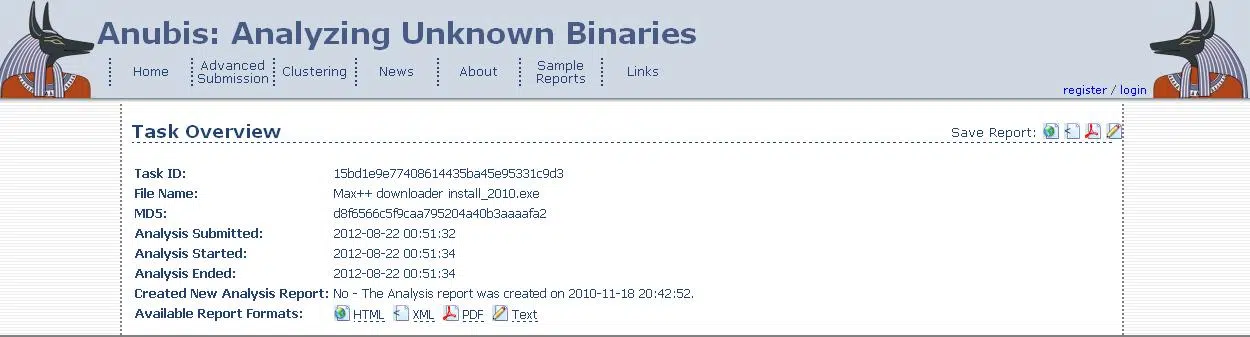 Anubis: Analyzing Unknown Binaries
Home
Advanced Submission
Clustering
News
About
Sample Reports
Links
register / login
Task Overview
Save Report:
Task ID: 15bd1e9e77408614435ba45e95331c9d3
File Name: Max++ downloader install_2010.exe
MD5: d8f6566c5f9caa795204a40b3aaaafa2
Analysis Submitted: 2012-08-22 00:51:32
Analysis Started: 2012-08-22 00:51:34
Analysis Ended: 2012-08-22 00:51:34
Created New Analysis Report: No - The Analysis report was created on 2010-11-18 20:42:52.
Available Report Formats: HTML XML PDF Text